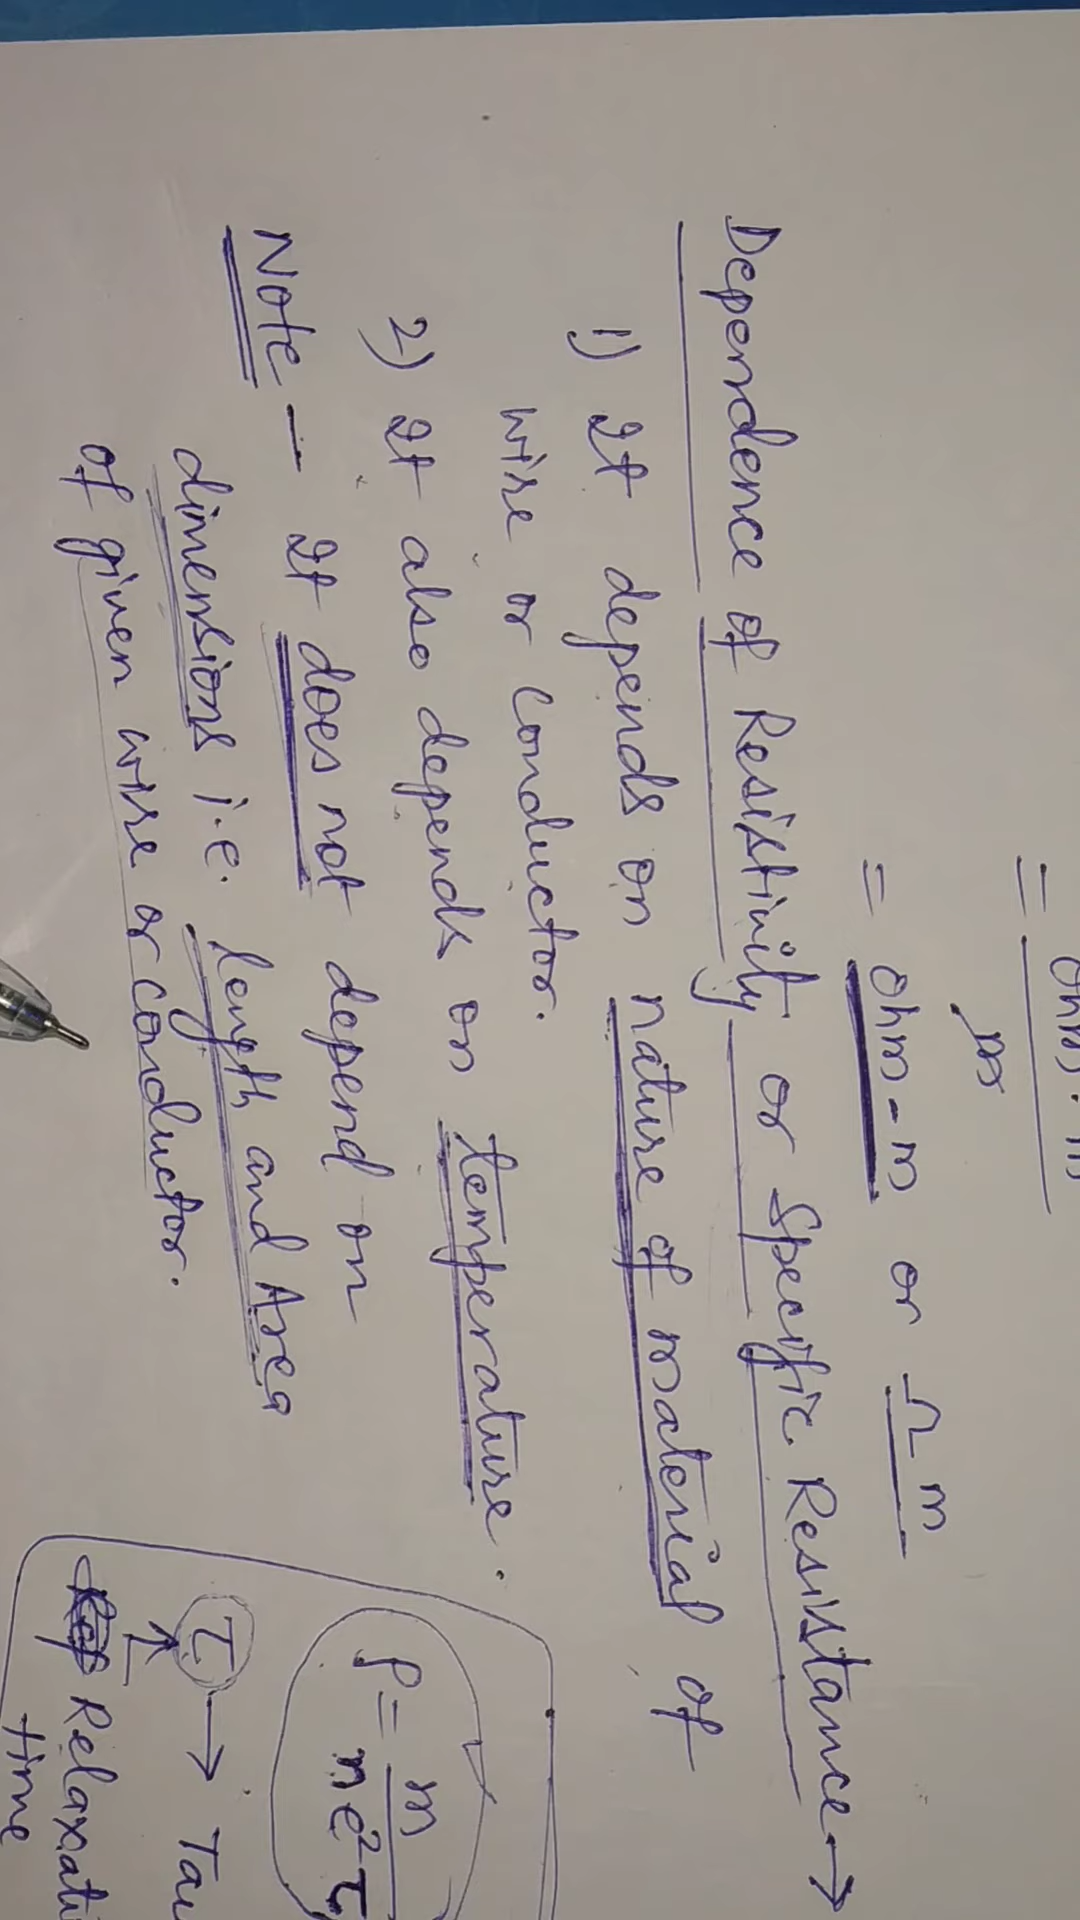 = ohm·m
m
= ohm-m or Ω m
Dependence of Resistivity or Specific Resistance →
1) It depends on nature of material of
wire or conductor.
2) It also depends on temperature.
Note - It does not depend on
dimensions i.e. length and Area
of given wire or conductor.
ρ = m
ne²τ
τ → Tau
↑
Relaxati
time